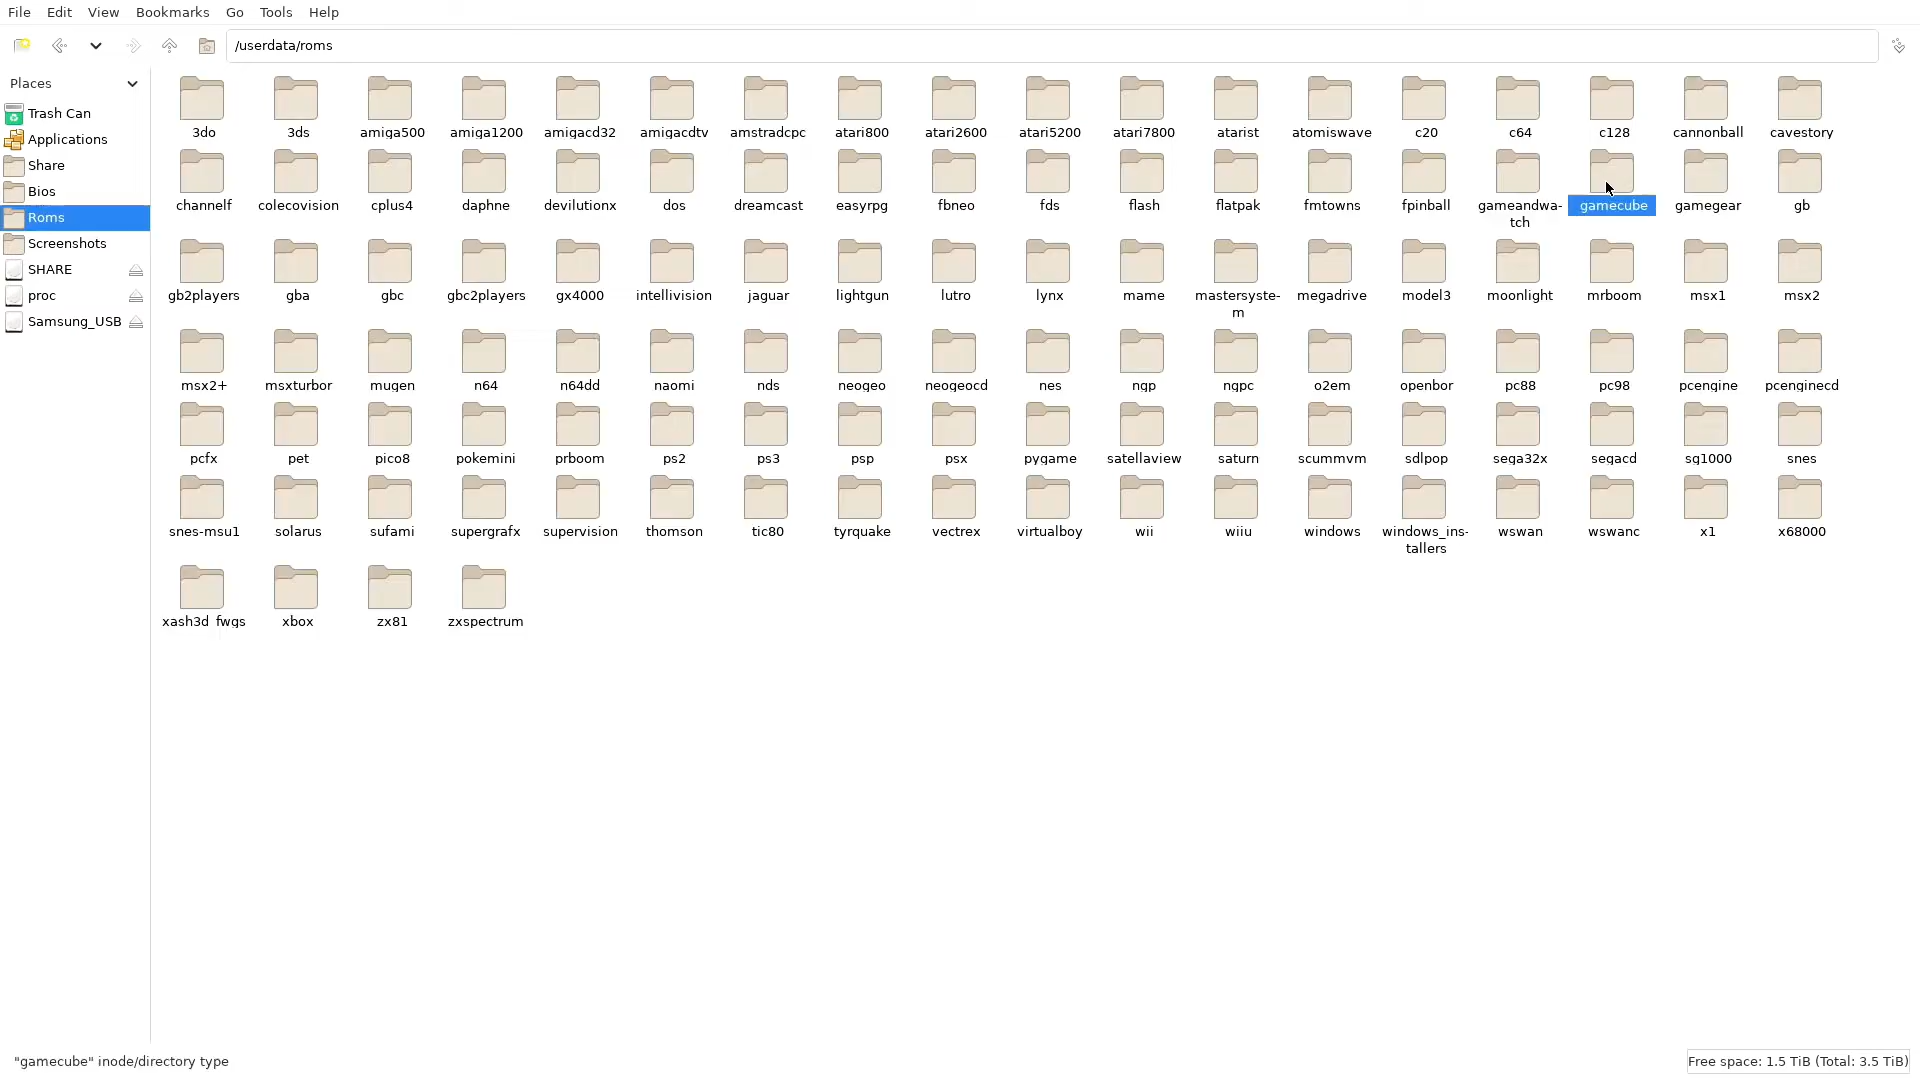 File Edit View Bookmarks Go Tools Help
/userdata/roms
Places
Trash Can
Applications
Share
Bios
Roms
Screenshots
SHARE
proc
Samsung_USB
3do 3ds amiga500 amiga1200 amigacd32 amigacdtv amstradcpc atari800 atari2600 atari5200 atari7800 atarist atomiswave c20 c64 c128 cannonball cavestory
channelf colecovision cplus4 daphne devilutionx dos dreamcast easyrpg fbneo fds flash flatpak fmtowns fpinball gameandwa- gamecube gamegear gb
tch
gb2players gba gbc gbc2players gx4000 intellivision jaguar lightgun lutro lynx mame mastersyste- megadrive model3 moonlight mrboom msx1 msx2
m
msx2+ msxturbor mugen n64 n64dd naomi nds neogeo neogeocd nes ngp ngpc o2em openbor pc88 pc98 pcengine pcenginecd
pcfx pet pico8 pokemini prboom ps2 ps3 psp psx pygame satellaview saturn scummvm sdlpop sega32x segacd sg1000 snes
snes-msu1 solarus sufami supergrafx supervision thomson tic80 tyrquake vectrex virtualboy wii wiiu windows windows_ins- wswan wswanc x1 x68000
tallers
xash3d_fwgs xbox zx81 zxspectrum
"gamecube" inode/directory type
Free space: 1.5 TiB (Total: 3.5 TiB)